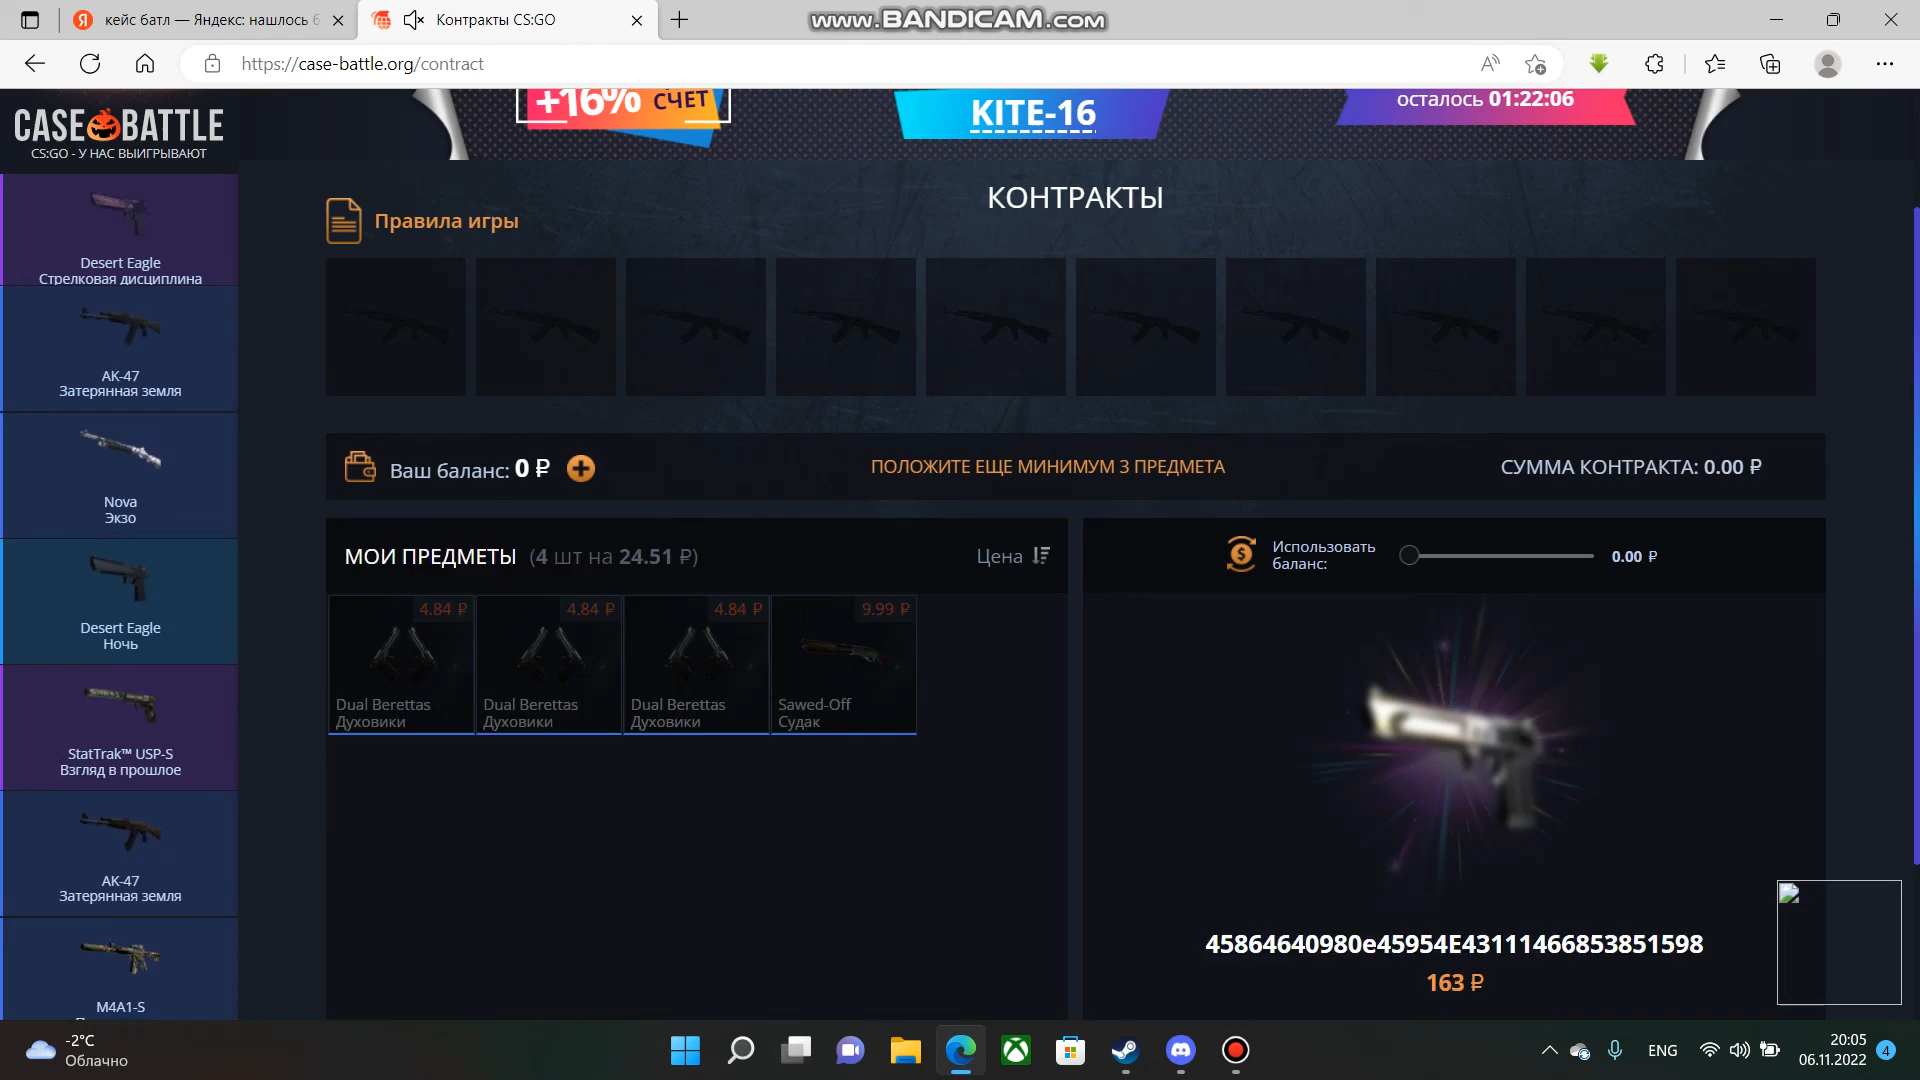 кейс батл — Яндекс: нашлось 6
Контракты CS:GO
www.BANDICAM.com
https://case-battle.org/contract
CASE BATTLE
CS:GO - У НАС ВЫИГРЫВАЮТ
+16% СЧЕТ
KITE-16
осталось 01:22:06
КОНТРАКТЫ
Правила игры
Desert Eagle
Стрелковая дисциплина
AK-47
Затерянная земля
Nova
Экзо
Desert Eagle
Ночь
StatTrak™ USP-S
Взгляд в прошлое
AK-47
Затерянная земля
M4A1-S
Ваш баланс: 0 ₽
ПОЛОЖИТЕ ЕЩЕ МИНИМУМ 3 ПРЕДМЕТА
СУММА КОНТРАКТА: 0.00 ₽
МОИ ПРЕДМЕТЫ (4 шт на 24.51 ₽)
Цена
Использовать
баланс:
0.00 ₽
4.84 ₽
Dual Berettas
Духовики
4.84 ₽
Dual Berettas
Духовики
4.84 ₽
Dual Berettas
Духовики
9.99 ₽
Sawed-Off
Судак
45864640980e45954E43111466853851598
163 ₽
-2°C
Облачно
ENG
20:05
06.11.2022
4